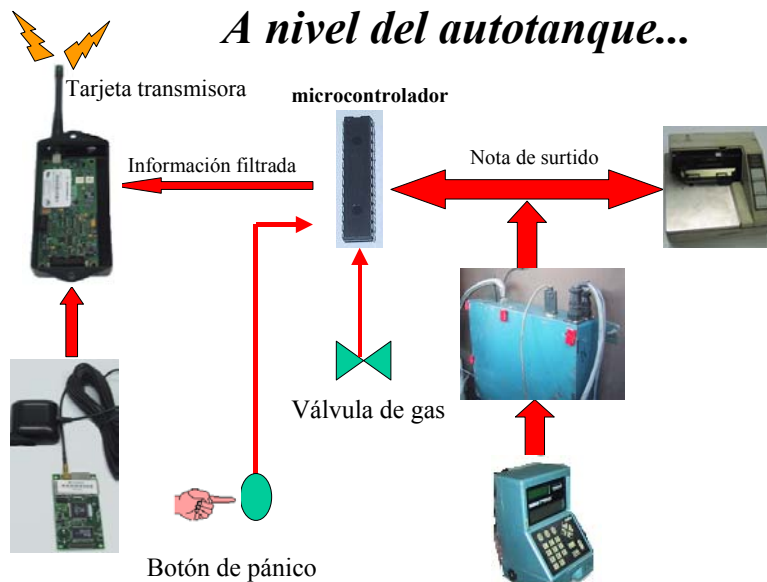 A nivel del autotanque...
Tarjeta transmisora
microcontrolador
Información filtrada
Nota de surtido
Válvula de gas
Botón de pánico